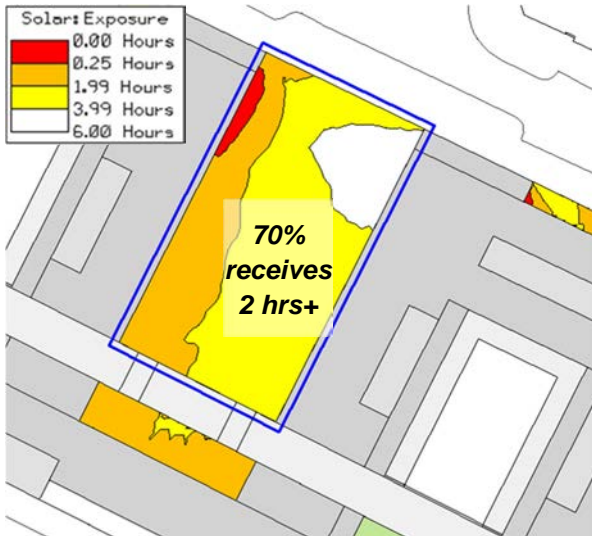 Solar: Exposure
0.00 Hours
0.25 Hours
1.99 Hours
3.99 Hours
6.00 Hours
70%
receives
2 hrs+